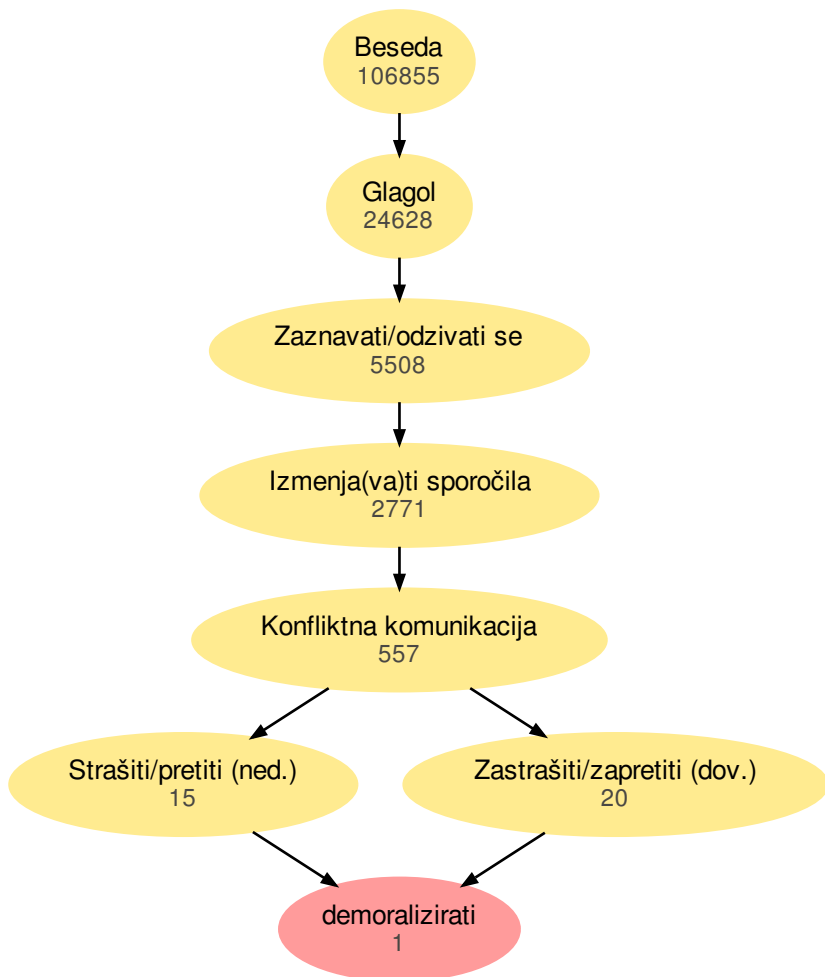 Beseda
106855
Glagol
24628
Zaznavati/odzivati se
5508
Izmenja(va)ti sporočila
2771
Konfliktna komunikacija
557
Strašiti/pretiti (ned.)
15
Zastrašiti/zapretiti (dov.)
20
demoralizirati
1